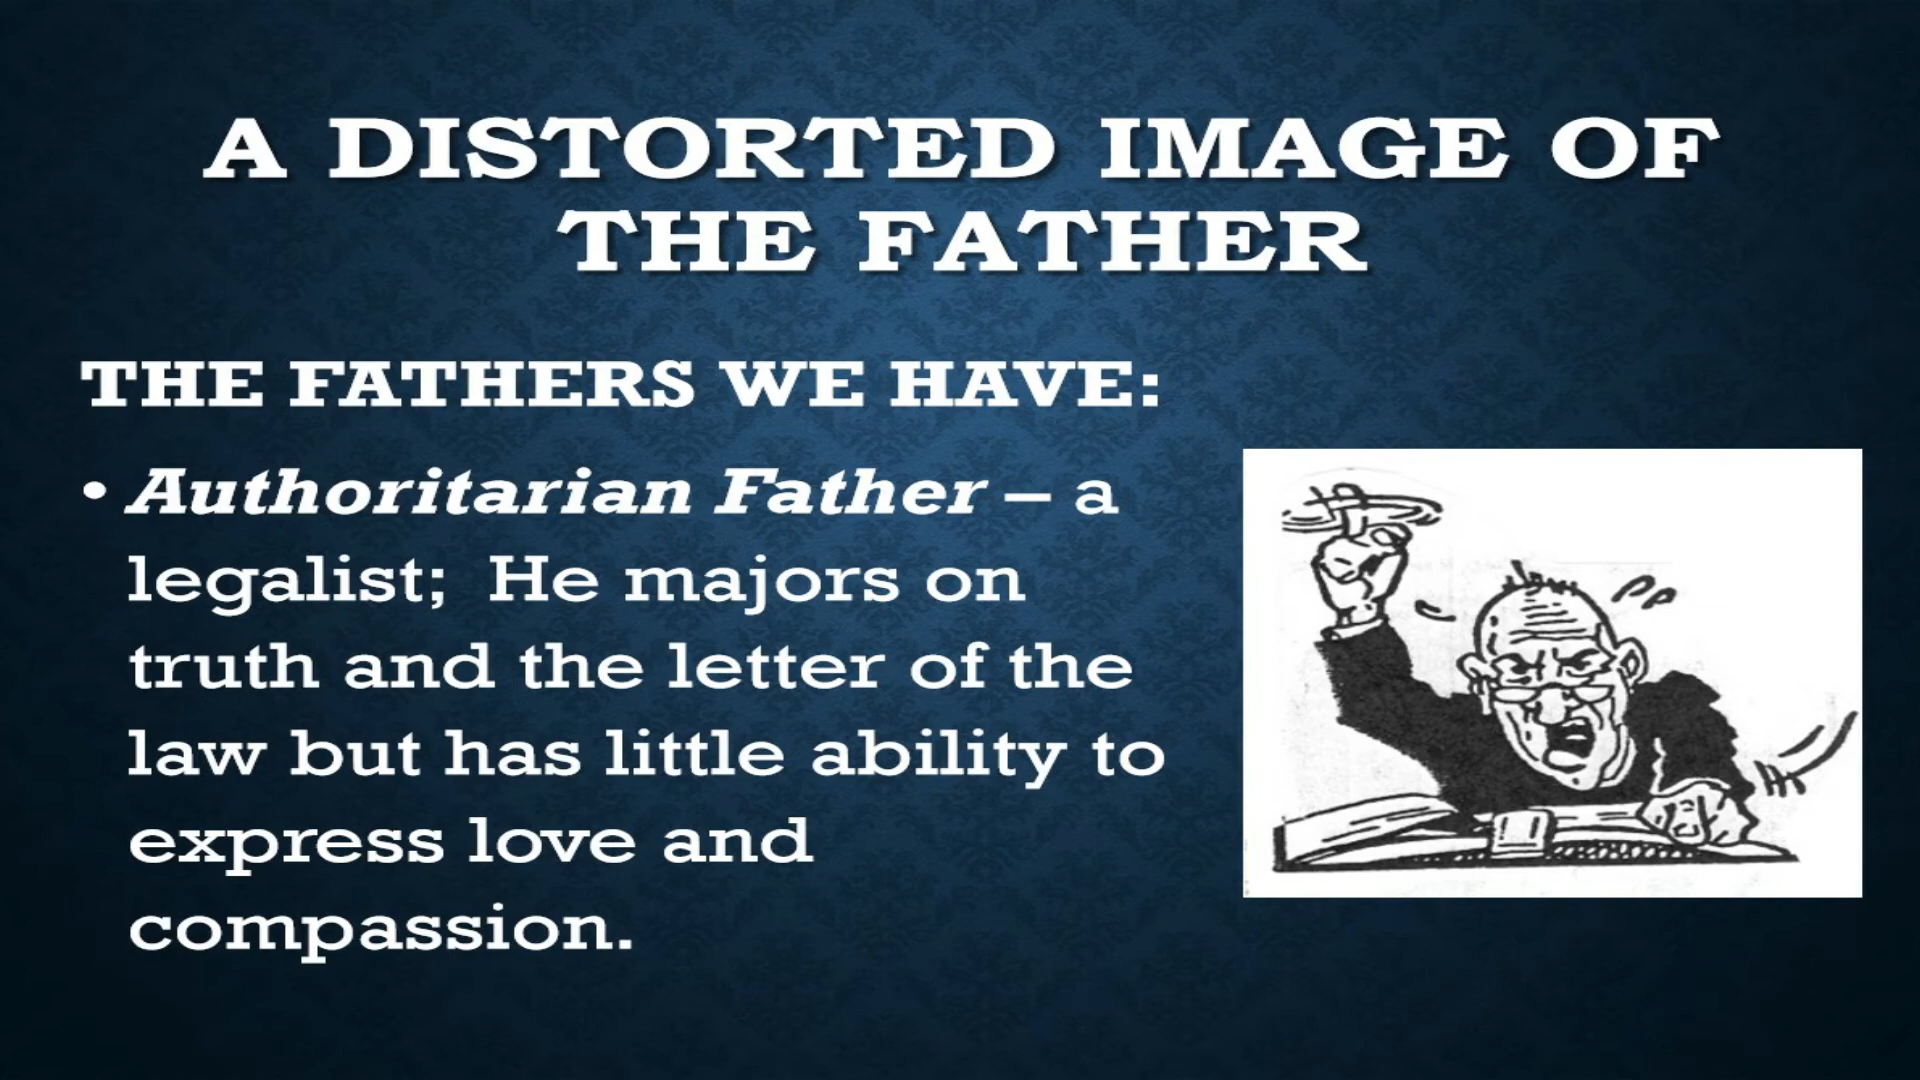 A DISTORTED IMAGE OF
THE FATHER
THE FATHERS WE HAVE:
• Authoritarian Father – a
legalist;  He majors on
truth and the letter of the
law but has little ability to
express love and
compassion.